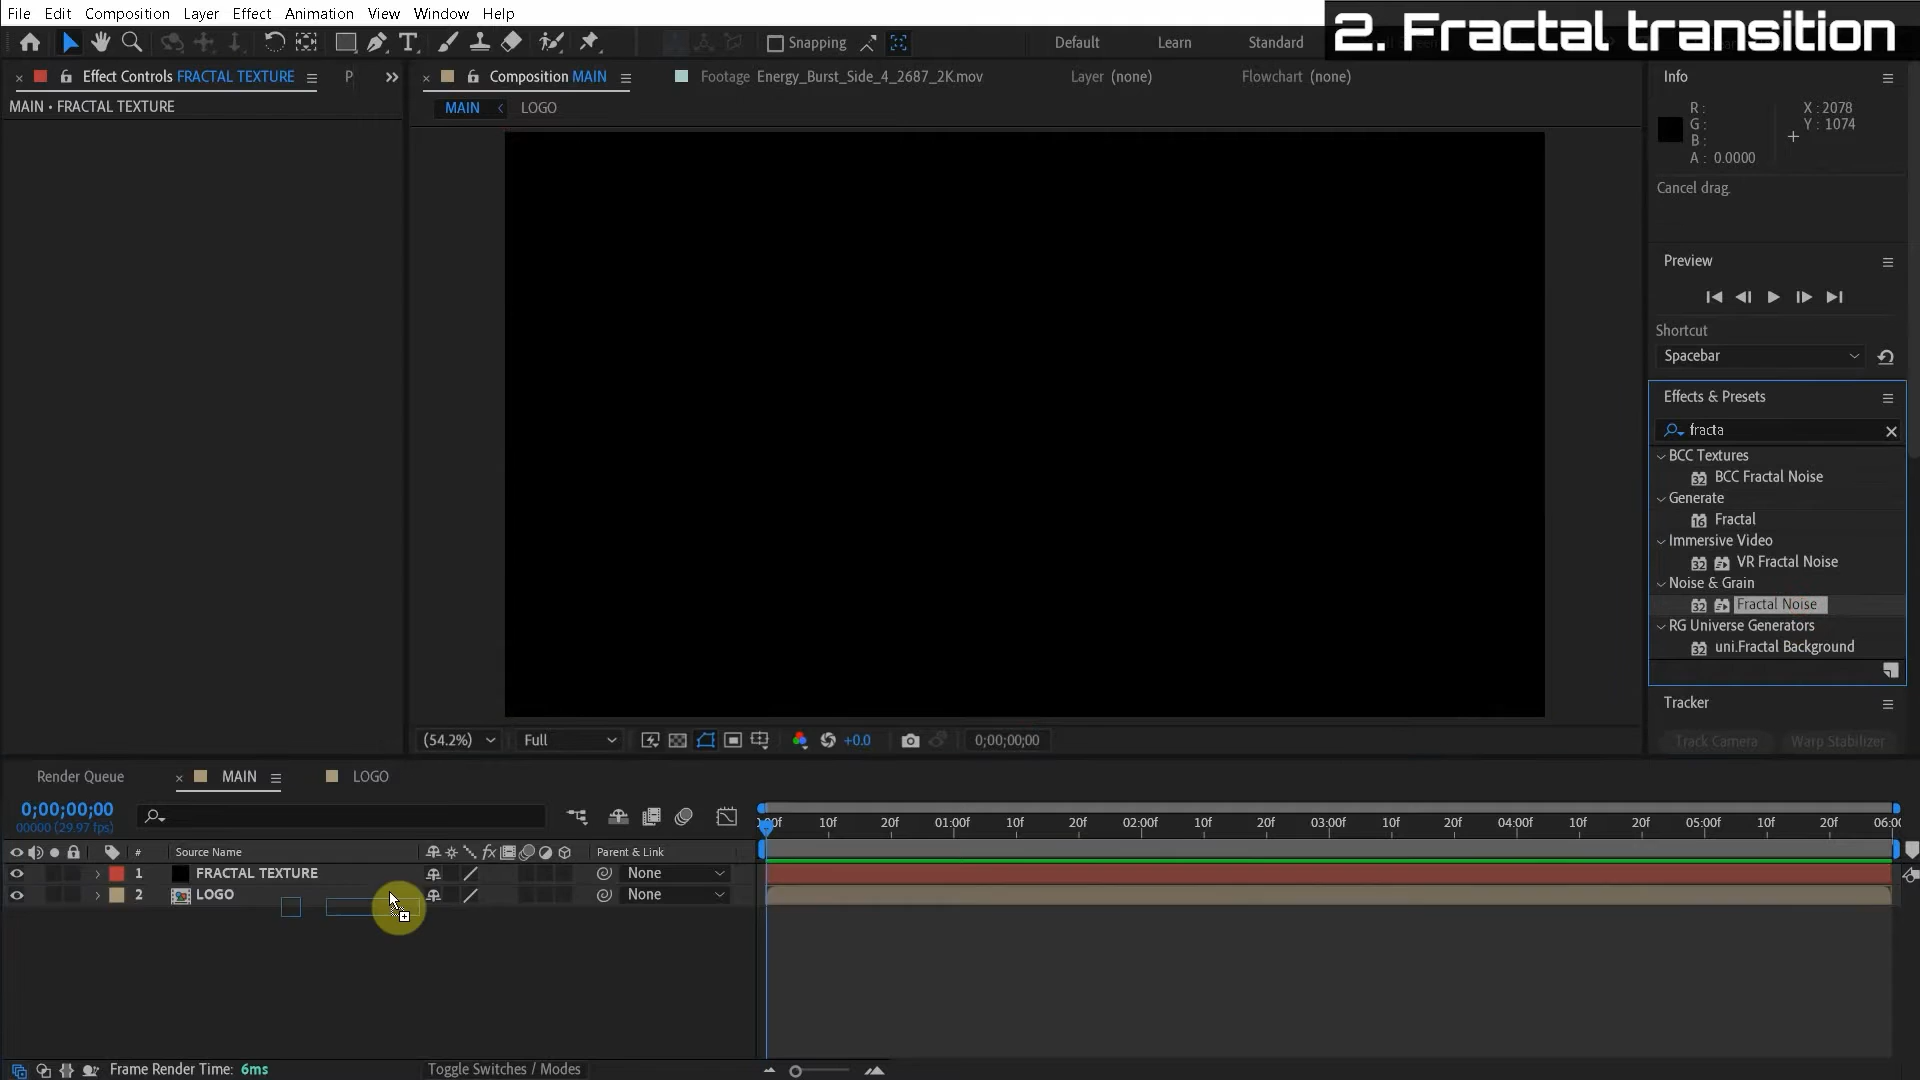 File Edit Composition Layer Effect Animation View Window Help
2. Fractal transition
Snapping
Default Learn Standard
Effect Controls FRACTAL TEXTURE
P
Composition MAIN
Footage Energy_Burst_Side_4_2687_2K.mov
Layer (none)
Flowchart (none)
Info
MAIN • FRACTAL TEXTURE
MAIN < LOGO
R :
G :
B :
A : 0.0000
X : 2078
Y : 1074
Cancel drag.
Preview
Shortcut
Spacebar
Effects & Presets
fracta
BCC Textures
32 BCC Fractal Noise
Generate
16 Fractal
Immersive Video
32 VR Fractal Noise
Noise & Grain
32 Fractal Noise
RG Universe Generators
32 uni.Fractal Background
Tracker
Track Camera Warp Stabilizer
(54.2%) Full +0.0 0;00;00;00
Render Queue MAIN LOGO
0;00;00;00
00000 (29.97 fps)
10f 20f 01:00f 10f 20f 02:00f 10f 20f 03:00f 10f 20f 04:00f 10f 20f 05:00f 10f 20f 06:0
# Source Name fx Parent & Link
1 FRACTAL TEXTURE None
2 LOGO None
Frame Render Time: 6ms
Toggle Switches / Modes